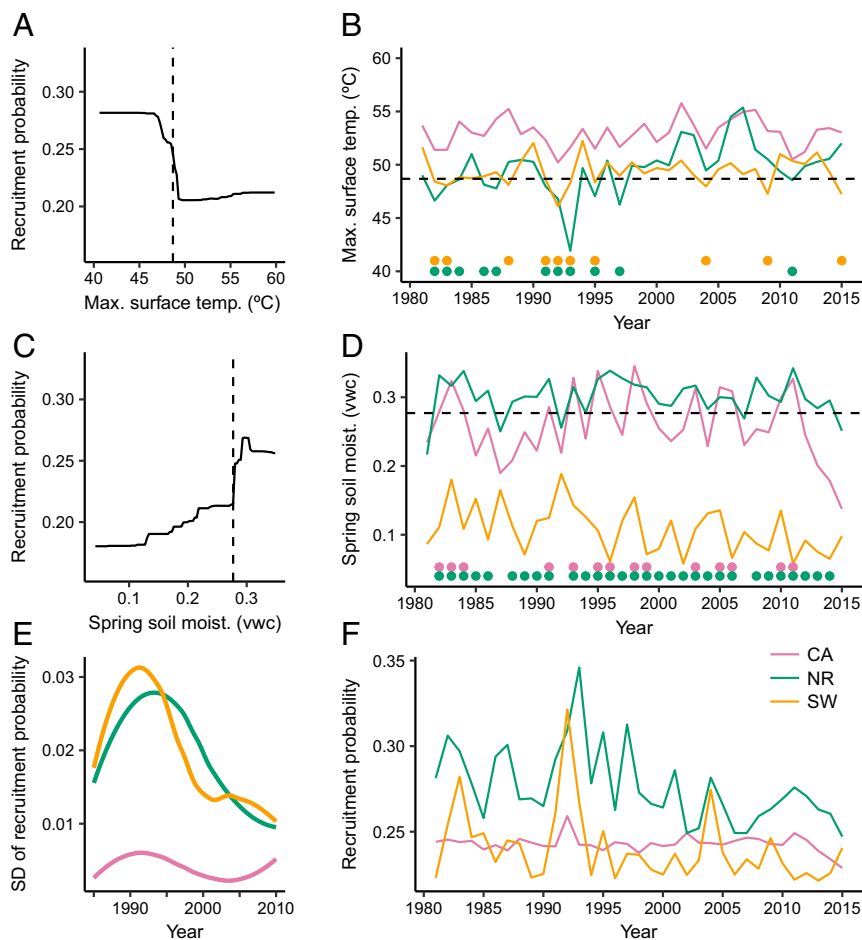 A
Recruitment probability
0.30
0.25
0.20
40 45 50 55 60
Max. surface temp. (ºC)
B
Max. surface temp. (ºC)
60
55
50
45
40
1980 1985 1990 1995 2000 2005 2010 2015
Year
C
Recruitment probability
0.30
0.25
0.20
0.1 0.2 0.3
Spring soil moist. (vwc)
D
Spring soil moist. (vwc)
0.3
0.2
0.1
1980 1985 1990 1995 2000 2005 2010 2015
Year
E
SD of recruitment probability
0.03
0.02
0.01
1990 2000 2010
Year
F
Recruitment probability
0.35
0.30
0.25
1980 1985 1990 1995 2000 2005 2010 2015
Year
CA
NR
SW